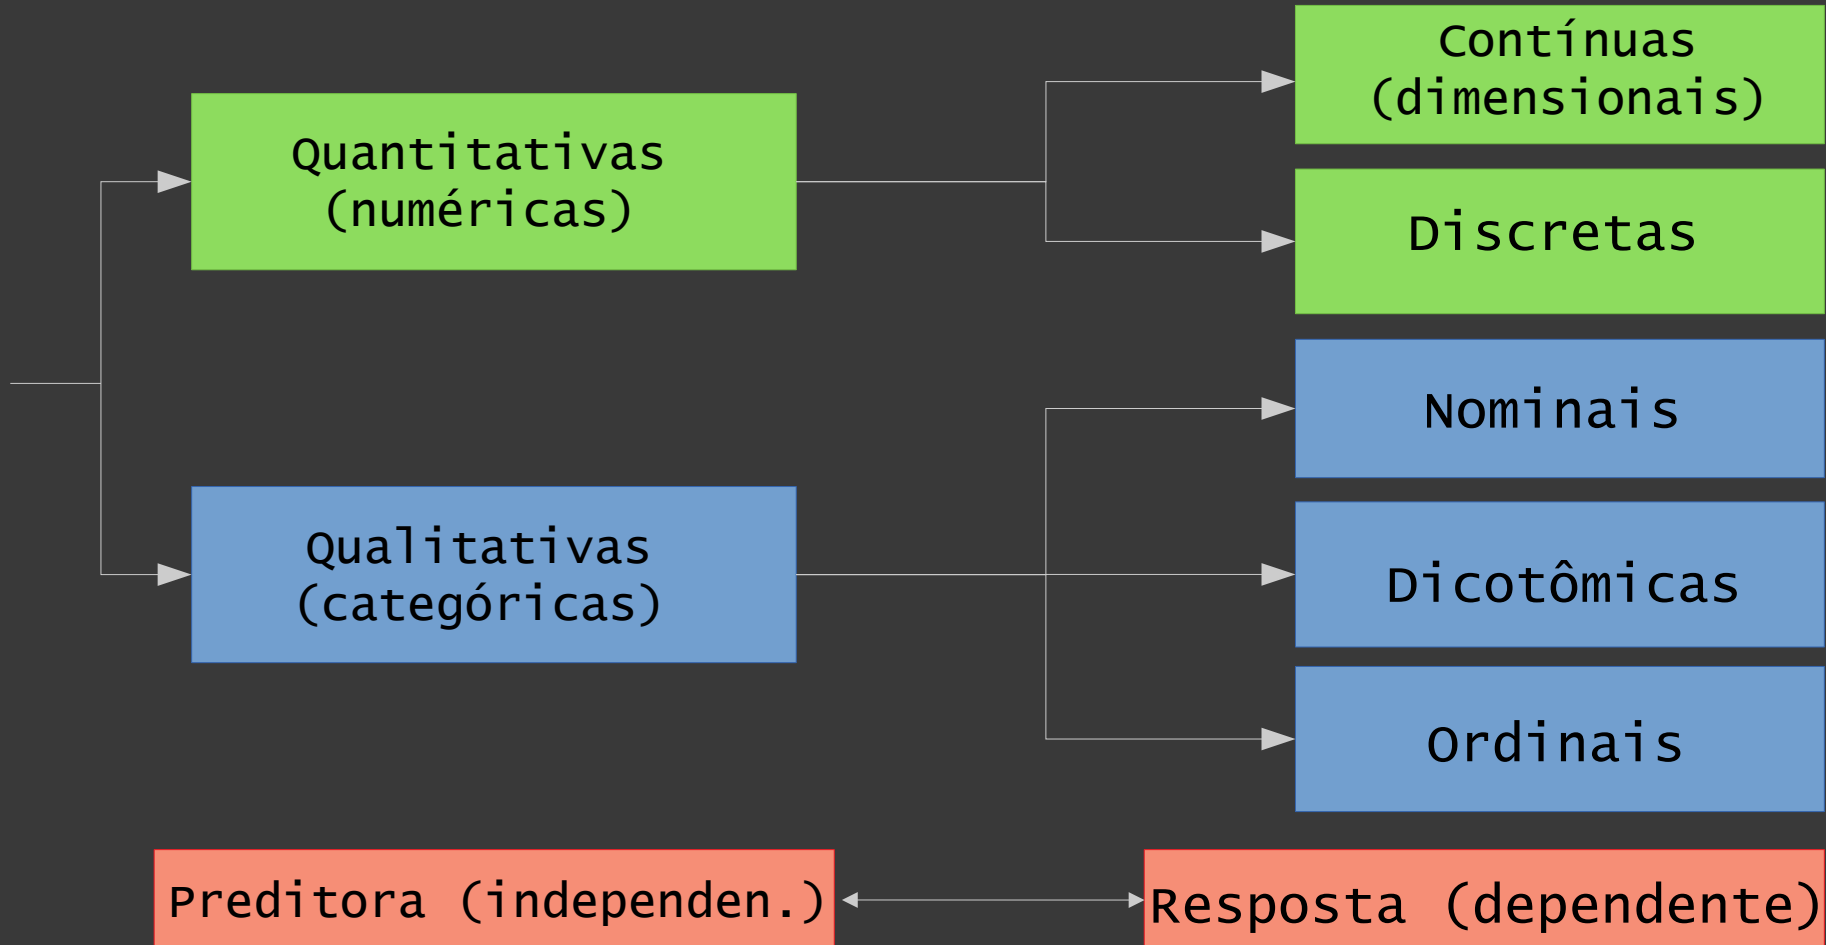 Quantitativas
(numéricas)
Contínuas
(dimensionais)
Discretas
Qualitativas
(categóricas)
Nominais
Dicotômicas
Ordinais
Preditora (independen.)
Resposta (dependente)